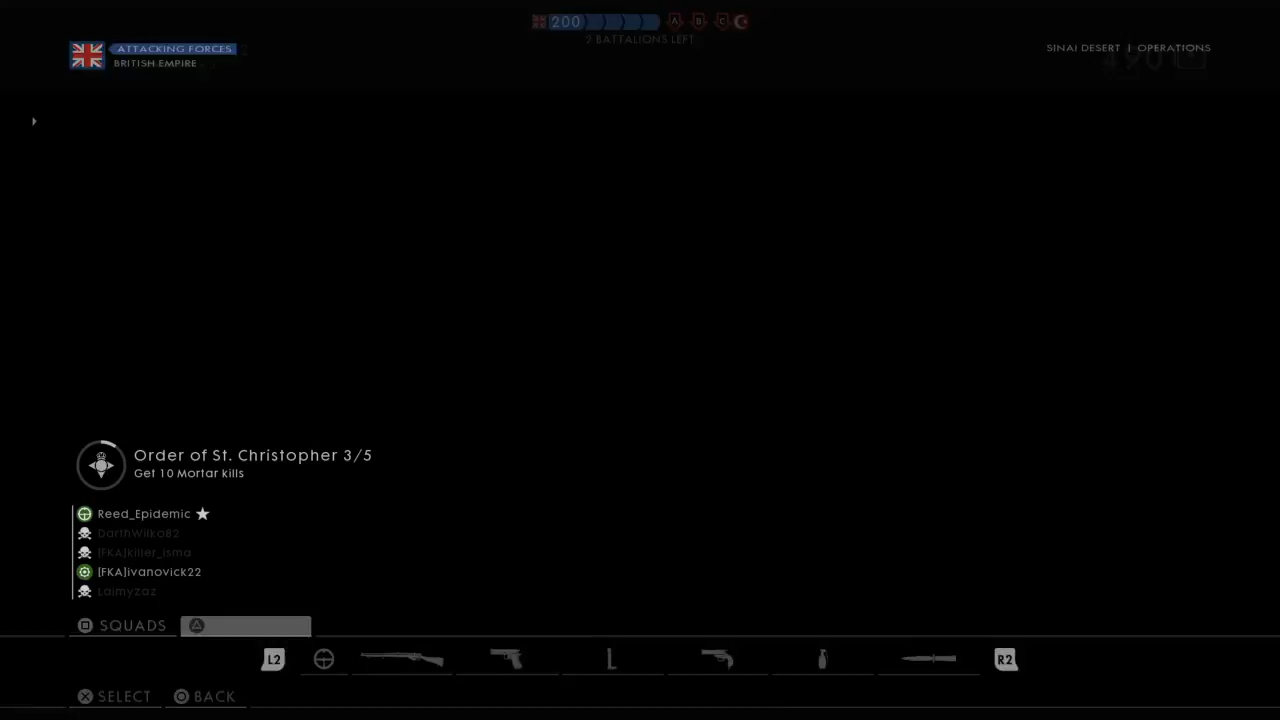 200
A B C
2 BATTALIONS LEFT
ATTACKING FORCES
BRITISH EMPIRE
SINAI DESERT | OPERATIONS
Order of St. Christopher 3/5
Get 10 Mortar kills
Reed_Epidemic
DarthWilko82
[FKA]killer_isma
[FKA]ivanovick22
Laimyzaz
SQUADS
L2
R2
SELECT BACK